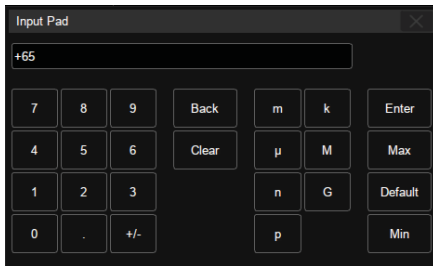 Input Pad
+65
7 8 9 Back m k Enter
4 5 6 Clear µ M Max
1 2 3 n G Default
0 . +/- p Min